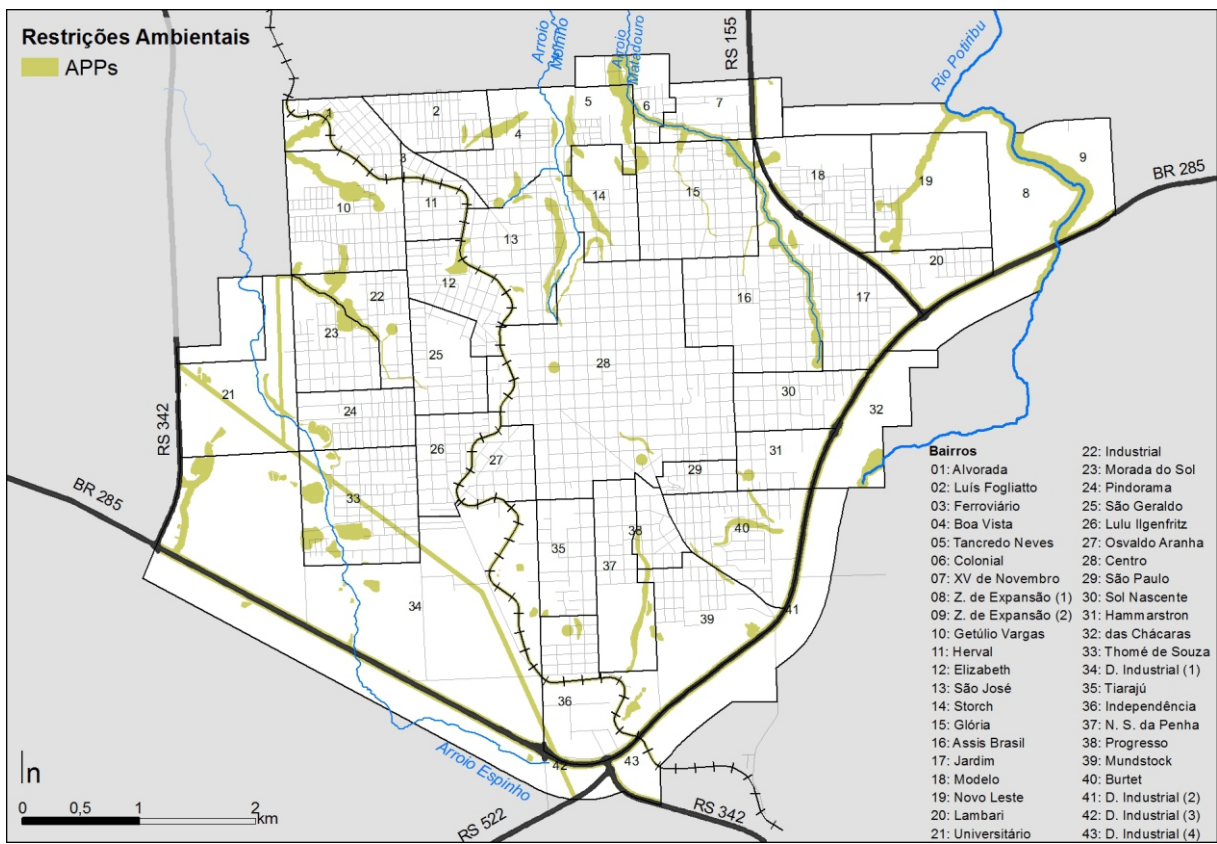 Restrições Ambientais
APPs
Arroio
Moinho
Arroio
Matadouro
RS 155
Rio Potiribu
BR 285
RS 342
BR 285
Arroio Espinho
RS 522
RS 342
1
2
3
4
5
6
7
8
9
10
11
12
13
14
15
16
17
18
19
20
21
22
23
24
25
26
27
28
29
30
31
32
33
34
35
36
37
38
39
40
41
42
43
n
0
0,5
1
2
km
Bairros
01: Alvorada
02: Luís Fogliatto
03: Ferroviário
04: Boa Vista
05: Tancredo Neves
06: Colonial
07: XV de Novembro
08: Z. de Expansão (1)
09: Z. de Expansão (2)
10: Getúlio Vargas
11: Herval
12: Elizabeth
13: São José
14: Storch
15: Glória
16: Assis Brasil
17: Jardim
18: Modelo
19: Novo Leste
20: Lambari
21: Universitário
22: Industrial
23: Morada do Sol
24: Pindorama
25: São Geraldo
26: Lulu Ilgenfritz
27: Osvaldo Aranha
28: Centro
29: São Paulo
30: Sol Nascente
31: Hammarstron
32: das Chácaras
33: Thomé de Souza
34: D. Industrial (1)
35: Tiarajú
36: Independência
37: N. S. da Penha
38: Progresso
39: Mundstock
40: Burtet
41: D. Industrial (2)
42: D. Industrial (3)
43: D. Industrial (4)